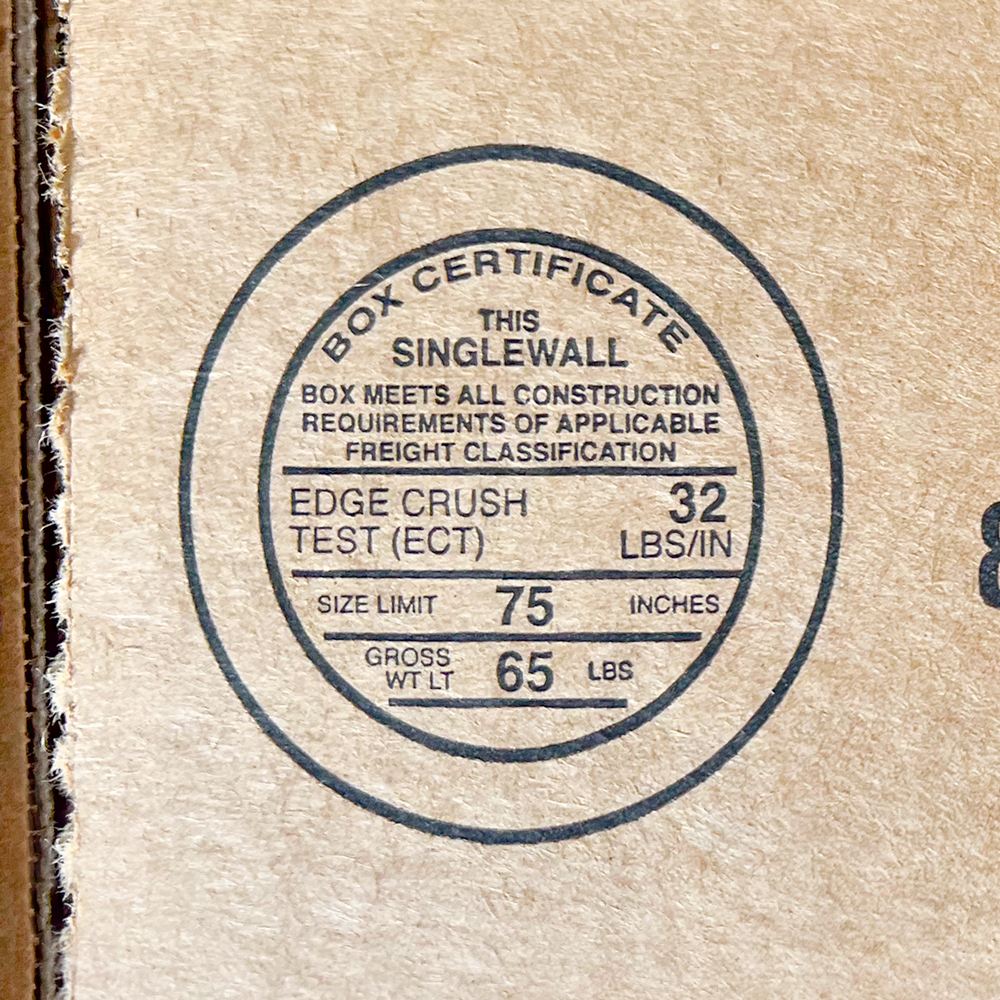 BOX CERTIFICATE
THIS
SINGLEWALL
BOX MEETS ALL CONSTRUCTION
REQUIREMENTS OF APPLICABLE
FREIGHT CLASSIFICATION
EDGE CRUSH 32
TEST (ECT) LBS/IN
SIZE LIMIT 75 INCHES
GROSS
WT LT 65 LBS